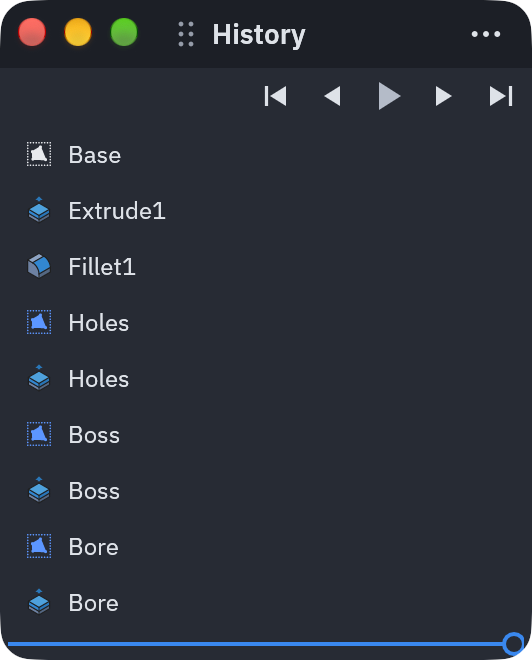 History
Base
Extrude1
Fillet1
Holes
Holes
Boss
Boss
Bore
Bore